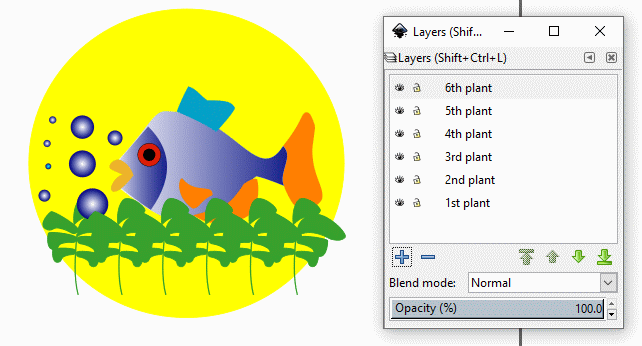 Layers (Shif...
Layers (Shift+Ctrl+L)
6th plant
5th plant
4th plant
3rd plant
2nd plant
1st plant
Blend mode: Normal
Opacity (%) 100.0